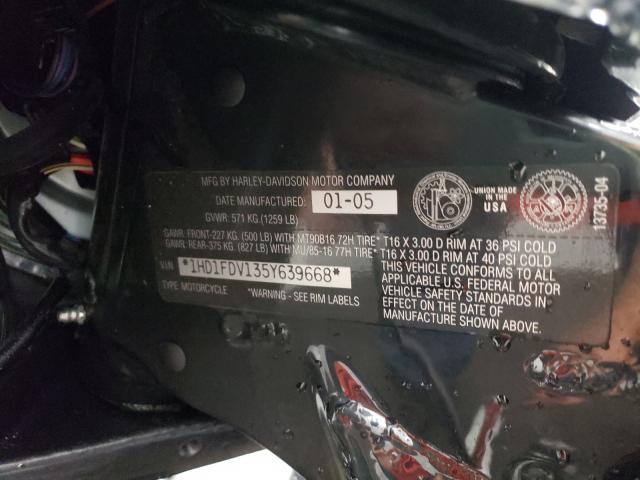 MFG BY HARLEY-DAVIDSON MOTOR COMPANY
DATE MANUFACTURED: 01-05
GVWR: 571 KG (1259 LB)
UNION MADE IN THE USA
13735-04
GAWR: FRONT-227 KG. (500 LB) WITH MT90B16 72H TIRE* T16 X 3.00 D RIM AT 36 PSI COLD
GAWR: REAR-375 KG. (827 LB) WITH MU/85-16 77H TIRE* T16 X 3.00 D RIM AT 40 PSI COLD
V.I.N *1HD1FDV135Y639668*
TYPE: MOTORCYCLE *WARNING - SEE RIM LABELS
THIS VEHICLE CONFORMS TO ALL
APPLICABLE U.S. FEDERAL MOTOR
VEHICLE SAFETY STANDARDS IN
EFFECT ON THE DATE OF
MANUFACTURE SHOWN ABOVE.